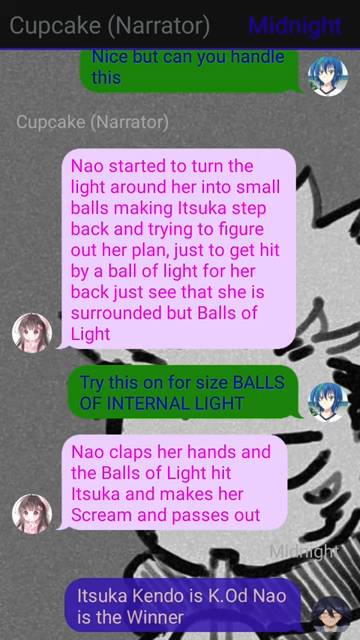 Cupcake (Narrator) Midnight
Nice but can you handle
this
Cupcake (Narrator)
Nao started to turn the
light around her into small
balls making Itsuka step
back and trying to figure
out her plan, just to get hit
by a ball of light for her
back just see that she is
surrounded but Balls of
Light
Try this on for size BALLS
OF INTERNAL LIGHT
Nao claps her hands and
the Balls of Light hit
Itsuka and makes her
Scream and passes out
Midnight
Itsuka Kendo is K.Od Nao
is the Winner